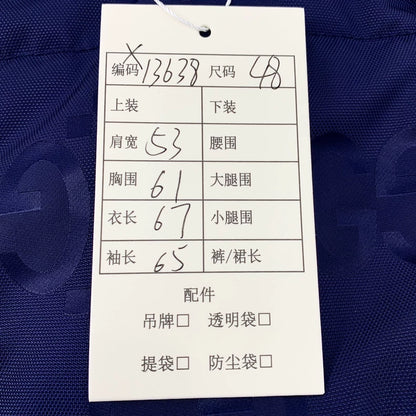 编码 X13638 尺码 48
上装 下装
肩宽 53 腰围
胸围 61 大腿围
衣长 67 小腿围
袖长 65 裤/裙长
配件
吊牌□ 透明袋□
提袋□ 防尘袋□